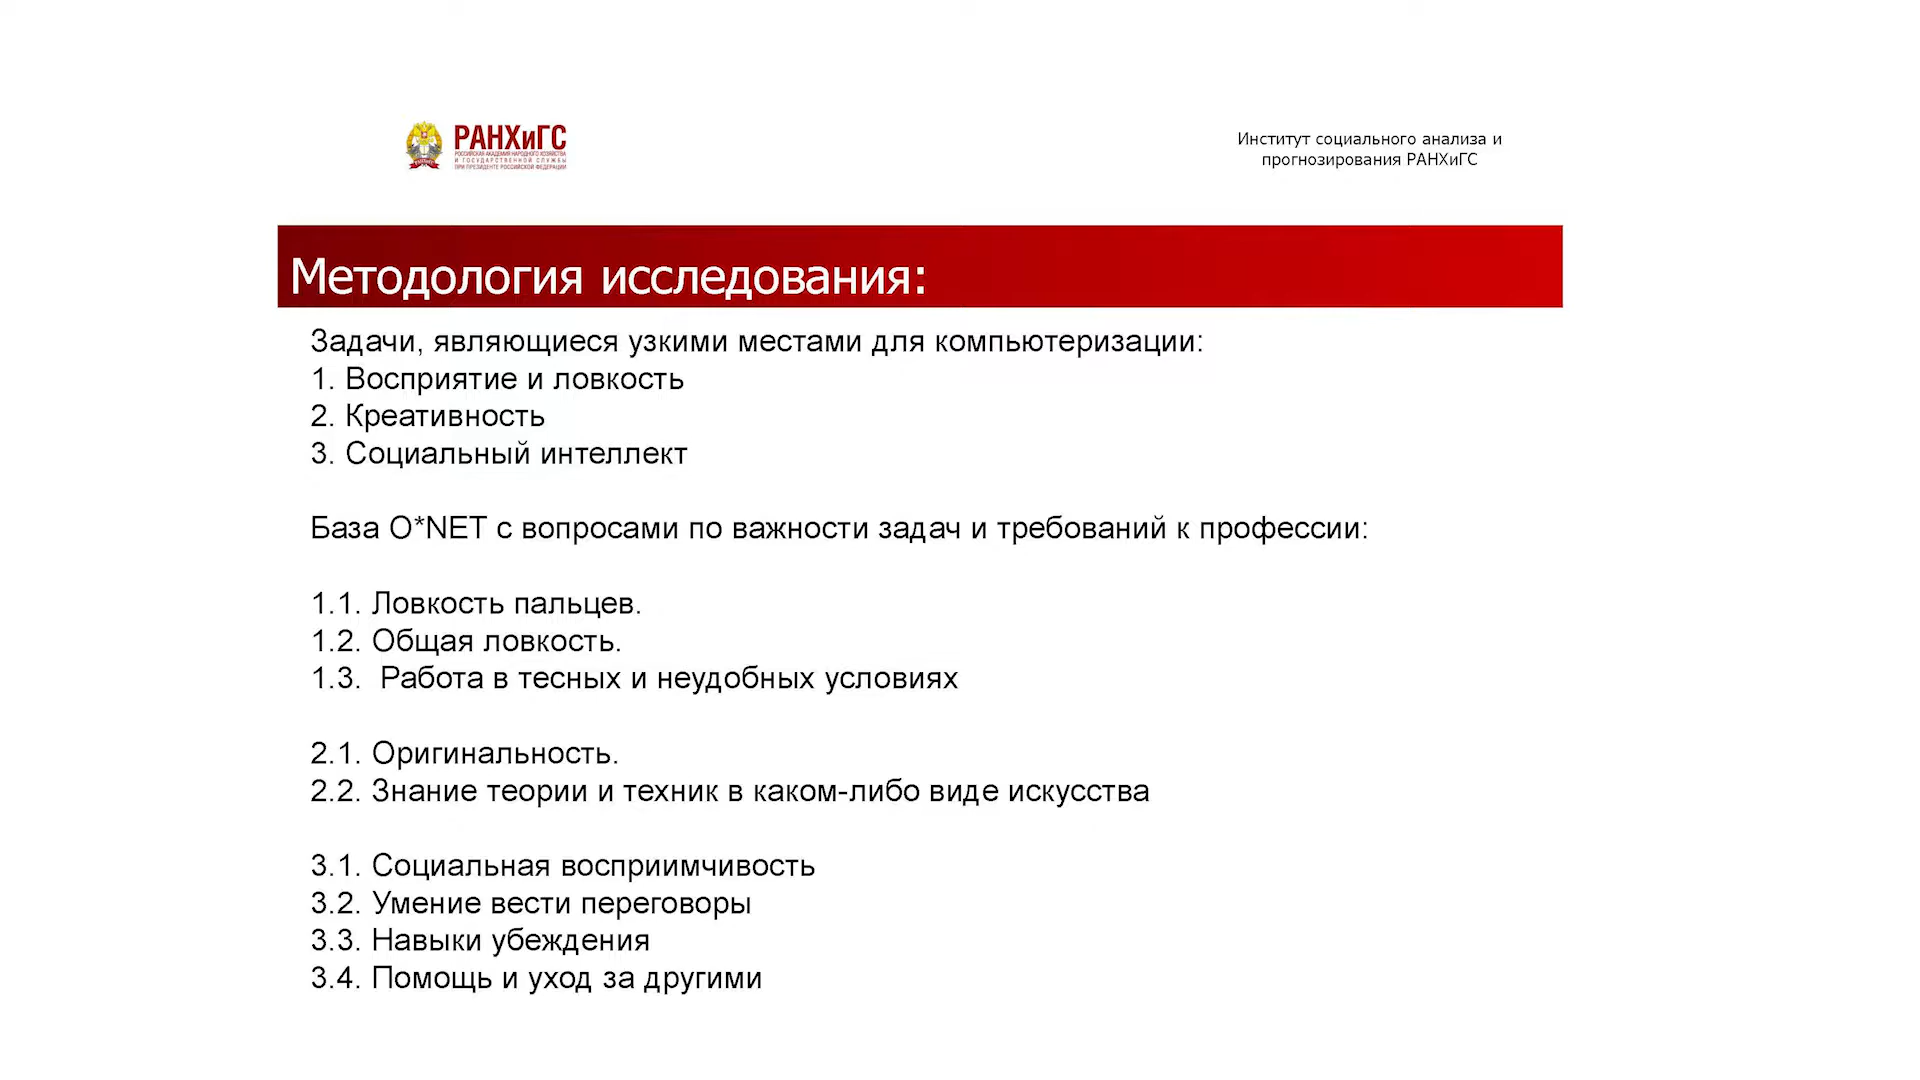 РАНХиГС
РОССИЙСКАЯ АКАДЕМИЯ НАРОДНОГО ХОЗЯЙСТВА
И ГОСУДАРСТВЕННОЙ СЛУЖБЫ
ПРИ ПРЕЗИДЕНТЕ РОССИЙСКОЙ ФЕДЕРАЦИИ
Институт социального анализа и
прогнозирования РАНХиГС
Методология исследования:
Задачи, являющиеся узкими местами для компьютеризации:
1. Восприятие и ловкость
2. Креативность
3. Социальный интеллект
База O*NET с вопросами по важности задач и требований к профессии:
1.1. Ловкость пальцев.
1.2. Общая ловкость.
1.3.  Работа в тесных и неудобных условиях
2.1. Оригинальность.
2.2. Знание теории и техник в каком-либо виде искусства
3.1. Социальная восприимчивость
3.2. Умение вести переговоры
3.3. Навыки убеждения
3.4. Помощь и уход за другими